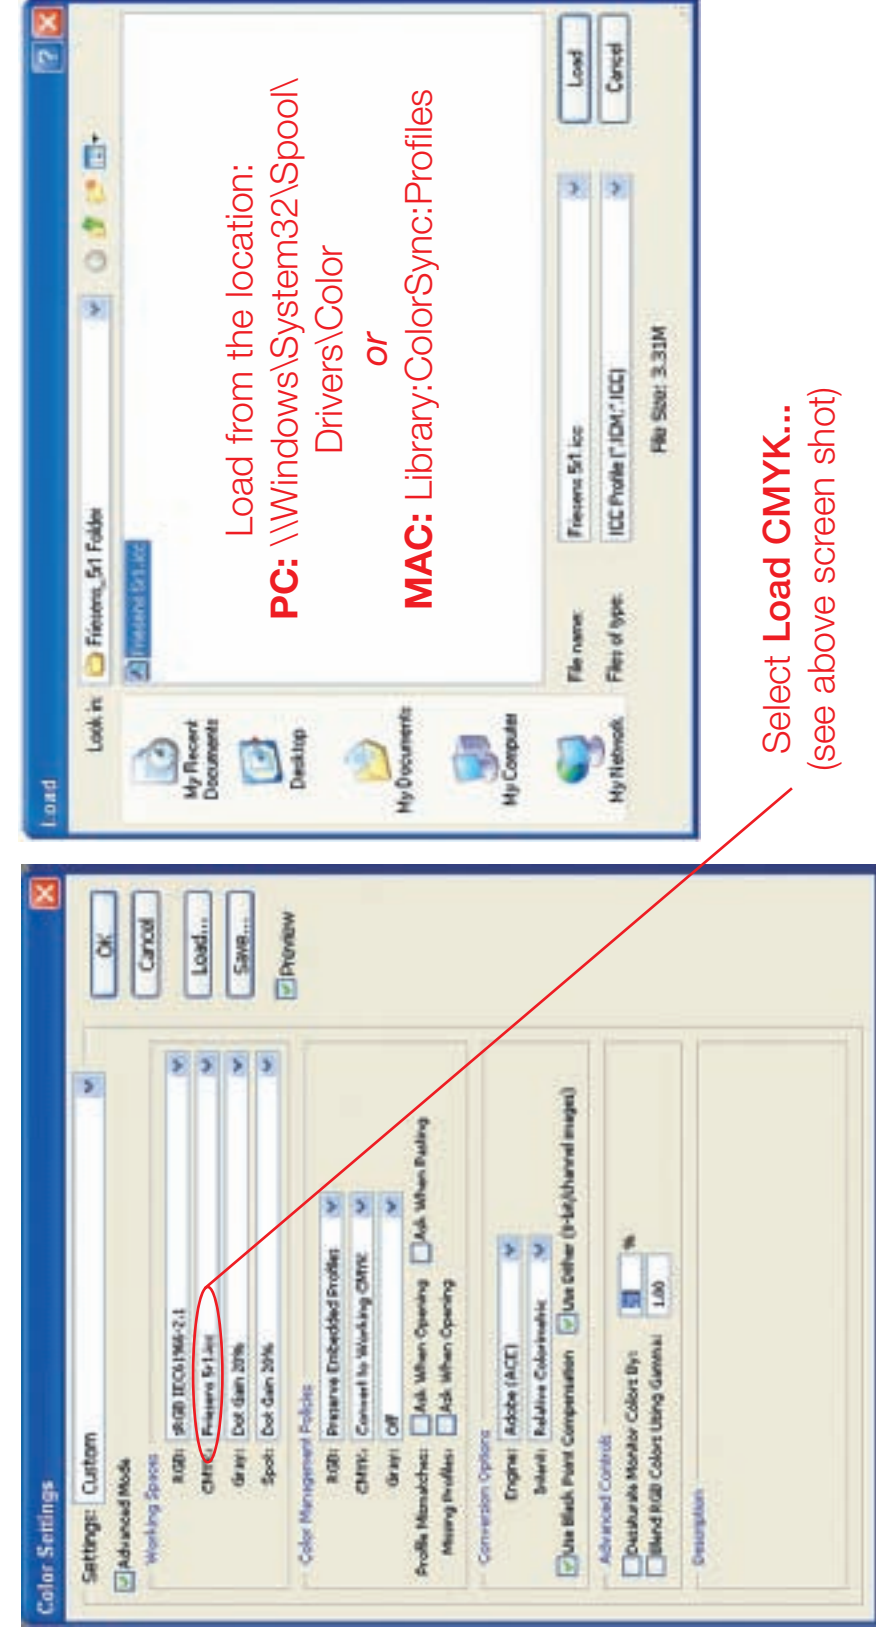 Color Settings
Settings: Custom
Advanced Mode
Working Spaces
RGB: sRGB IEC61966-2.1
CMYK: Friesens 5r1.icc
Gray: Dot Gain 20%
Spot: Dot Gain 20%
Color Management Policies
RGB: Preserve Embedded Profiles
CMYK: Convert to Working CMYK
Gray: Off
Profile Mismatches: Ask When Opening Ask When Pasting
Missing Profiles: Ask When Opening
Conversion Options
Engine: Adobe (ACE)
Intent: Relative Colorimetric
Use Black Point Compensation Use Dither (8-bit/channel images)
Advanced Controls
Desaturate Monitor Colors By: %
Blend RGB Colors Using Gamma: 1.00
Description
OK
Cancel
Load...
Save...
Preview
Load
Look in: Friesens_5r1 Folder
Friesens 5r1.icc
My Recent
Documents
Desktop
My Documents
My Computer
My Network
Load from the location:
PC: \\Windows\System32\Spool\
Drivers\Color
or
MAC: Library:ColorSync:Profiles
File name: Friesens 5r1.icc
Load
Files of type: ICC Profile (*.ICM;*.ICC)
Cancel
File Size: 3.31M
Select Load CMYK...
(see above screen shot)